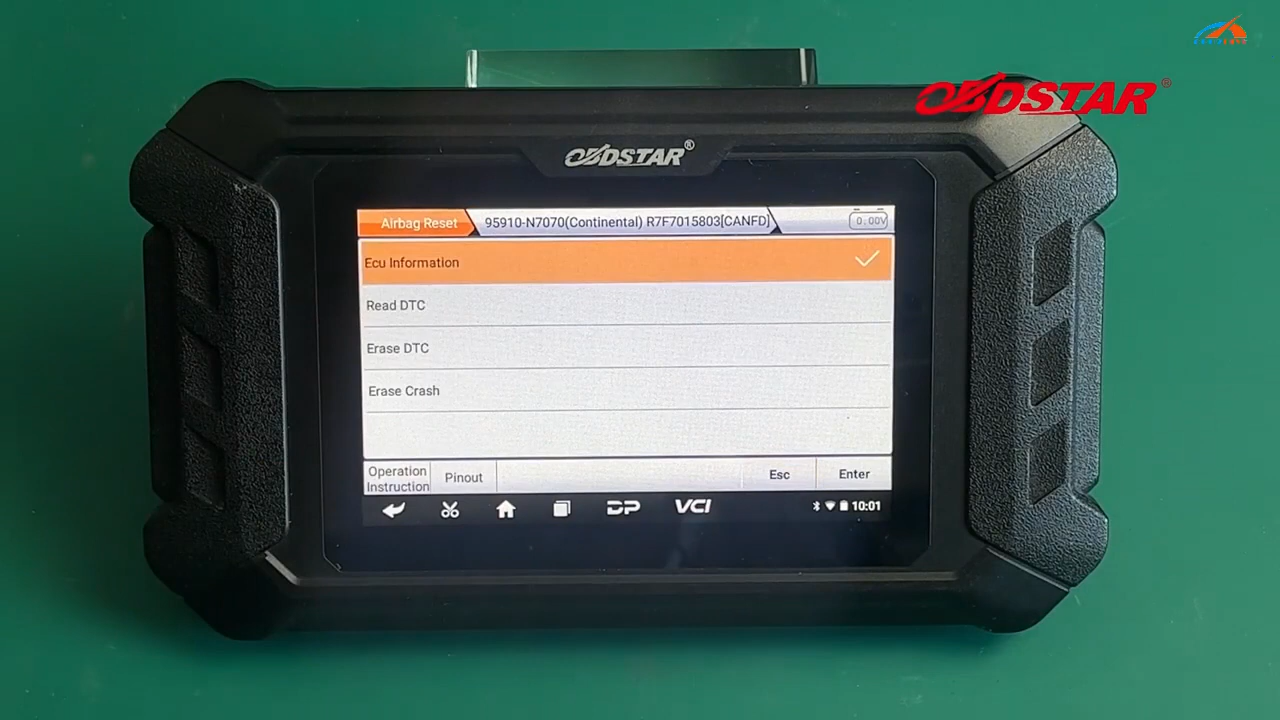 OBDSTAR®
OBDSTAR®
Airbag Reset
95910-N7070(Continental) R7F7015803[CANFD]
0.00V
Ecu Information
Read DTC
Erase DTC
Erase Crash
Operation
Instruction
Pinout
Esc
Enter
DP
VCI
10:01